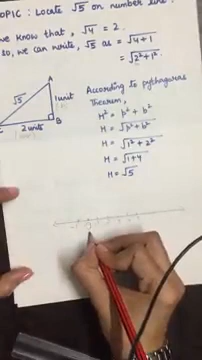 TOPIC: Locate √5 on number line.
we know that, √4 = 2.
so, we can write, √5 as = √4+1
= √2²+1²
A
√5
1 unit
B
C
2 units
According to pythagoras
Theorem,
H² = p² + b²
H = √p² + b²
H = √1² + 2²
H = √1+4
H = √5